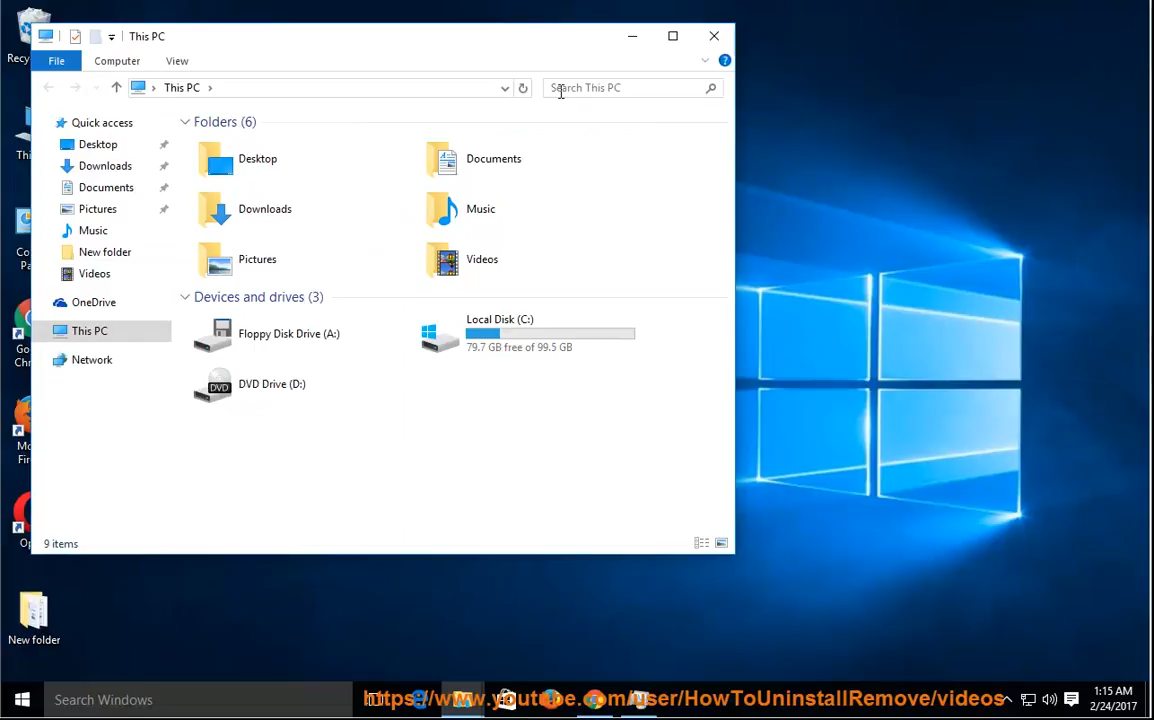 This PC
File
Computer
View
This PC
Search This PC
Quick access
Desktop
Downloads
Documents
Pictures
Music
New folder
Videos
OneDrive
This PC
Network
Folders (6)
Desktop
Documents
Downloads
Music
Pictures
Videos
Devices and drives (3)
Floppy Disk Drive (A:)
Local Disk (C:)
79.7 GB free of 99.5 GB
DVD
DVD Drive (D:)
9 items
New folder
Search Windows
https://www.youtube.com/user/HowToUninstallRemove/videos
1:15 AM
2/24/2017